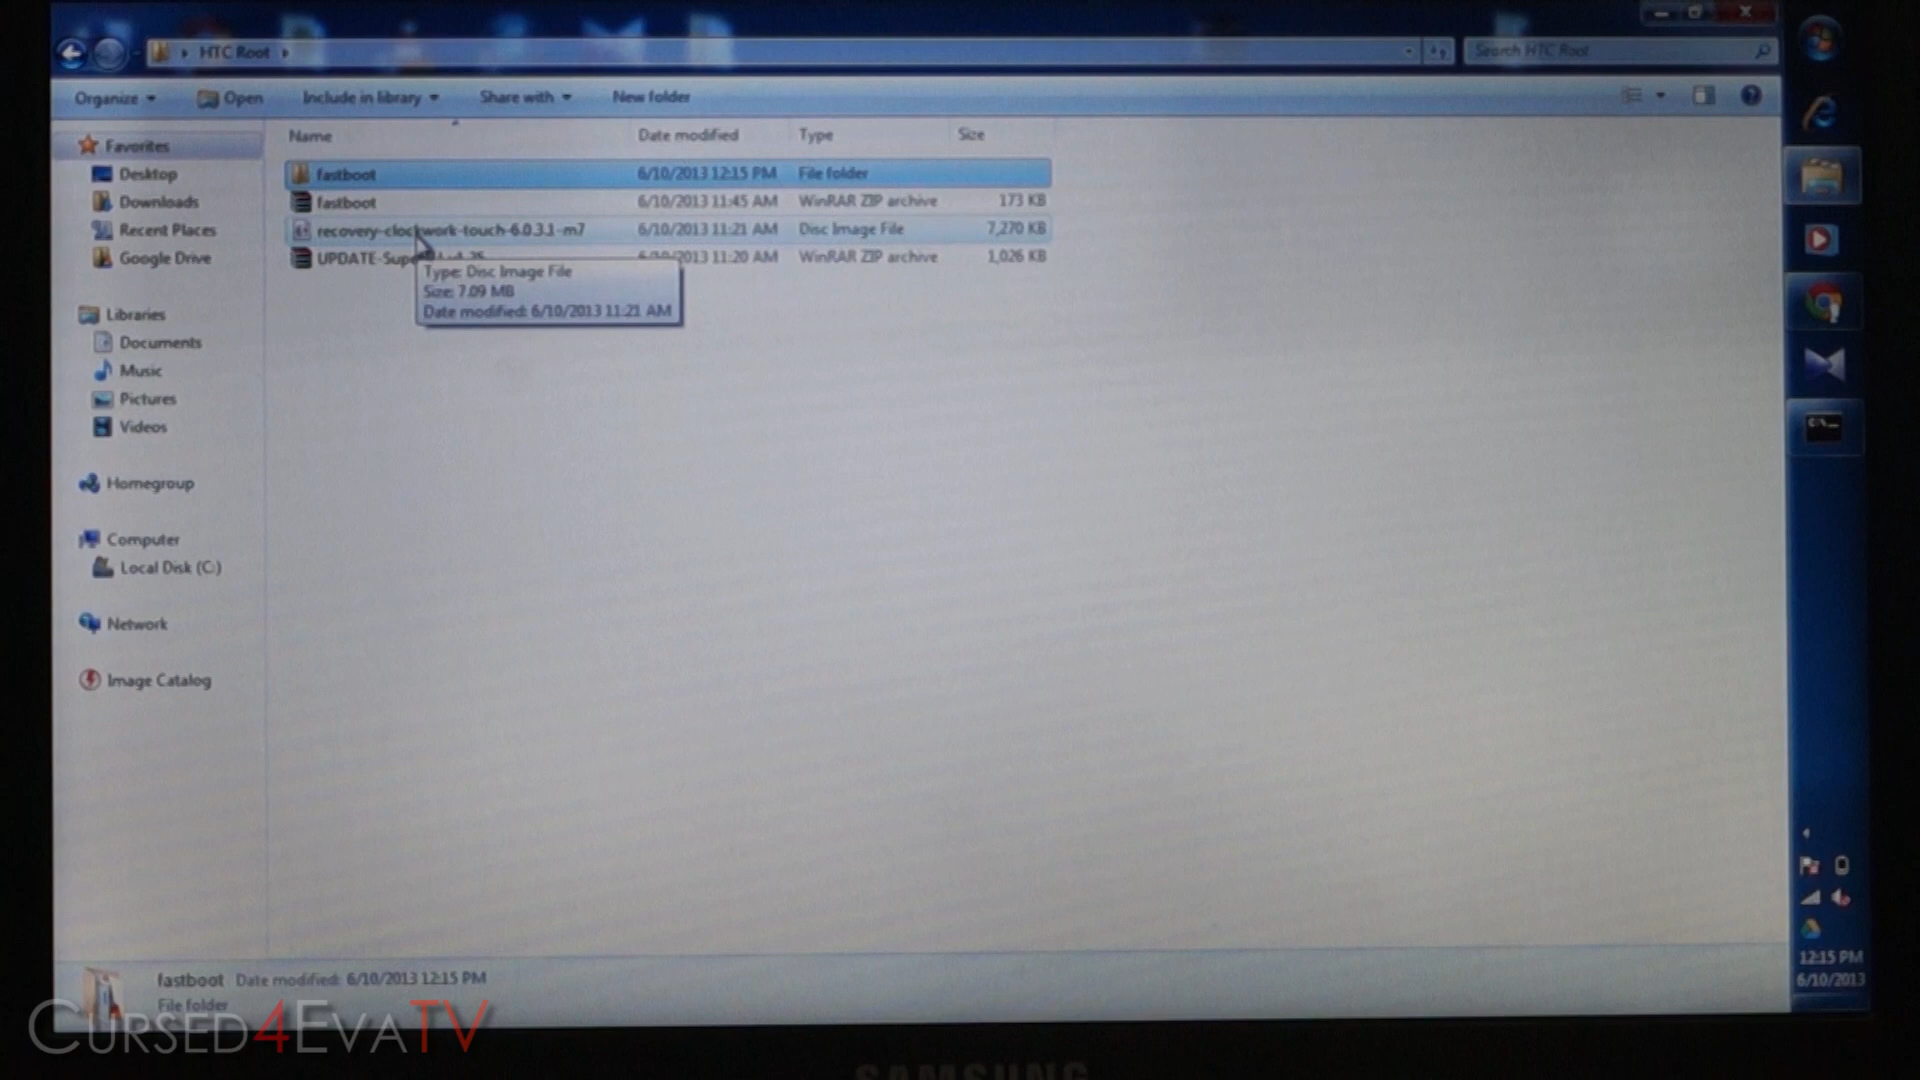 HTC Root
Search HTC Root
Organize Open Include in library Share with New folder
Name Date modified Type Size
Favorites
Desktop
Downloads
Recent Places
Google Drive
Libraries
Documents
Music
Pictures
Videos
Homegroup
Computer
Local Disk (C:)
Network
Image Catalog
fastboot 6/10/2013 12:15 PM File folder
fastboot 6/10/2013 11:45 AM WinRAR ZIP archive 173 KB
recovery-clockwork-touch-6.0.3.1-m7 6/10/2013 11:21 AM Disc Image File 7,270 KB
11:20 AM WinRAR ZIP archive 1,026 KB
Type: Disc Image File
Size: 7.09 MB
Date modified: 6/10/2013 11:21 AM
fastboot Date modified: 6/10/2013 12:15 PM
File folder
12:15 PM
6/10/2013
CURSED4EVATV
SAMSUNG